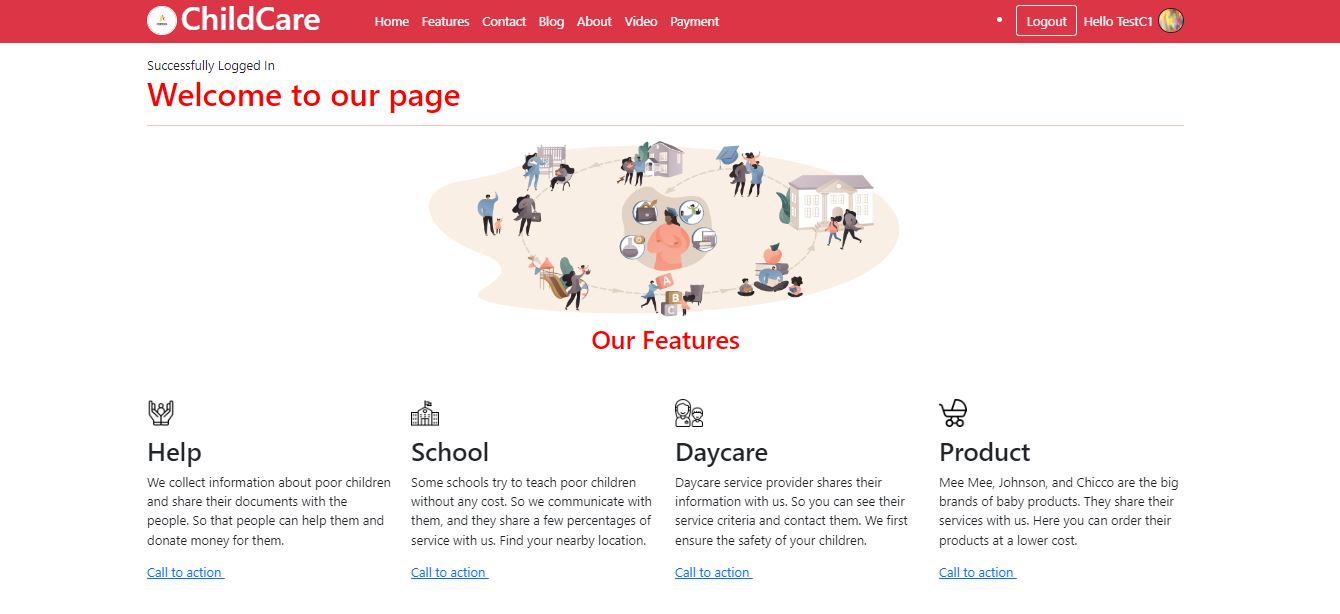 ChildCare
Home Features Contact Blog About Video Payment
Logout Hello TestC1
Successfully Logged In
Welcome to our page
A
B
C
Our Features
Help
We collect information about poor children
and share their documents with the
people. So that people can help them and
donate money for them.
Call to action
School
Some schools try to teach poor children
without any cost. So we communicate with
them, and they share a few percentages of
service with us. Find your nearby location.
Call to action
Daycare
Daycare service provider shares their
information with us. So you can see their
service criteria and contact them. We first
ensure the safety of your children.
Call to action
Product
Mee Mee, Johnson, and Chicco are the big
brands of baby products. They share their
services with us. Here you can order their
products at a lower cost.
Call to action